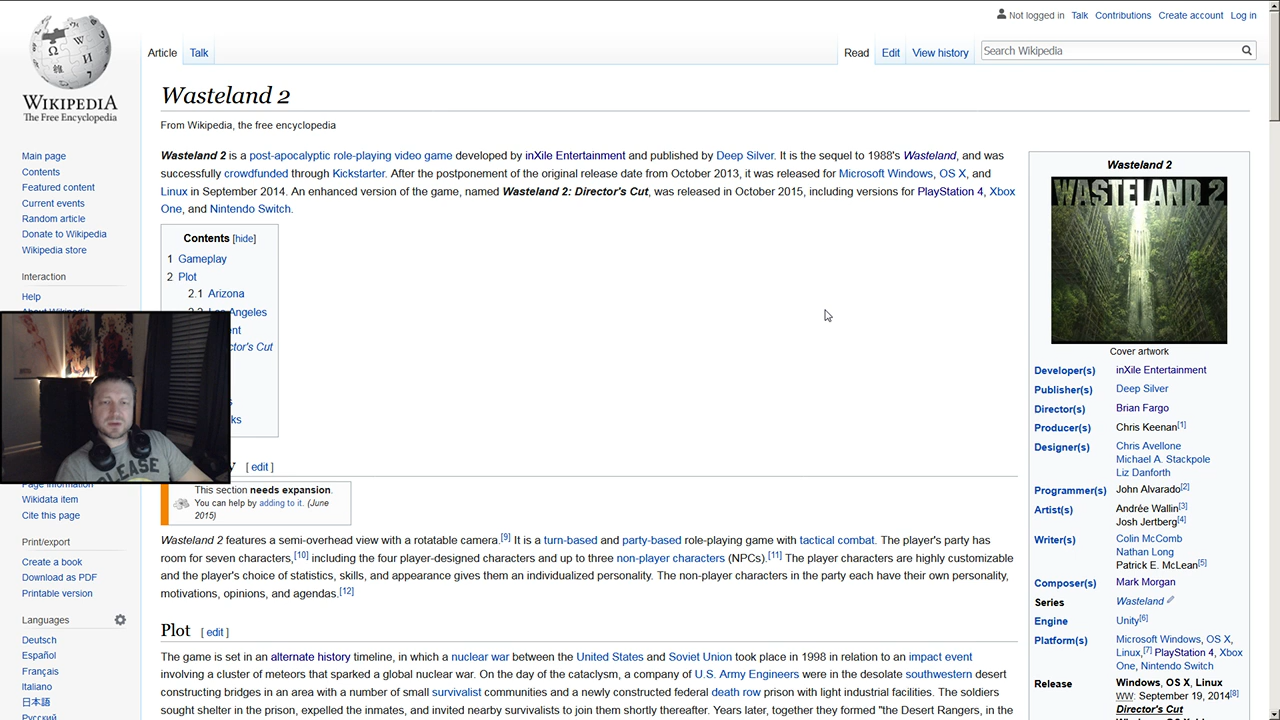 Not logged in Talk Contributions Create account Log in
Article Talk Read Edit View history Search Wikipedia
WIKIPEDIA
The Free Encyclopedia
Main page
Contents
Featured content
Current events
Random article
Donate to Wikipedia
Wikipedia store
Interaction
Help
About Wikipedia
Page information
Wikidata item
Cite this page
Print/export
Create a book
Download as PDF
Printable version
Languages
Deutsch
Español
Français
Italiano
日本語
Русский
Wasteland 2
From Wikipedia, the free encyclopedia
Wasteland 2 is a post-apocalyptic role-playing video game developed by inXile Entertainment and published by Deep Silver. It is the sequel to 1988's Wasteland, and was
successfully crowdfunded through Kickstarter. After the postponement of the original release date from October 2013, it was released for Microsoft Windows, OS X, and
Linux in September 2014. An enhanced version of the game, named Wasteland 2: Director's Cut, was released in October 2015, including versions for PlayStation 4, Xbox
One, and Nintendo Switch.
Contents [hide]
1 Gameplay
2 Plot
2.1 Arizona
2.2 Los Angeles
ent
ctor's Cut
s
ks
y [ edit ]
This section needs expansion.
You can help by adding to it. (June
2015)
Wasteland 2 features a semi-overhead view with a rotatable camera.[9] It is a turn-based and party-based role-playing game with tactical combat. The player's party has
room for seven characters,[10] including the four player-designed characters and up to three non-player characters (NPCs).[11] The player characters are highly customizable
and the player's choice of statistics, skills, and appearance gives them an individualized personality. The non-player characters in the party each have their own personality,
motivations, opinions, and agendas.[12]
Plot [ edit ]
The game is set in an alternate history timeline, in which a nuclear war between the United States and Soviet Union took place in 1998 in relation to an impact event
involving a cluster of meteors that sparked a global nuclear war. On the day of the cataclysm, a company of U.S. Army Engineers were in the desolate southwestern desert
constructing bridges in an area with a number of small survivalist communities and a newly constructed federal death row prison with light industrial facilities. The soldiers
sought shelter in the prison, expelled the inmates, and invited nearby survivalists to join them shortly thereafter. Years later, together they formed "the Desert Rangers, in the
Wasteland 2
WASTELAND 2
Cover artwork
Developer(s) inXile Entertainment
Publisher(s) Deep Silver
Director(s) Brian Fargo
Producer(s) Chris Keenan[1]
Designer(s) Chris Avellone
Michael A. Stackpole
Liz Danforth
Programmer(s) John Alvarado[2]
Artist(s) Andrée Wallin[3]
Josh Jertberg[4]
Writer(s) Colin McComb
Nathan Long
Patrick E. McLean[5]
Composer(s) Mark Morgan
Series Wasteland
Engine Unity[6]
Platform(s) Microsoft Windows, OS X,
Linux,[7] PlayStation 4, Xbox
One, Nintendo Switch
Release Windows, OS X, Linux
WW: September 19, 2014[8]
Director's Cut